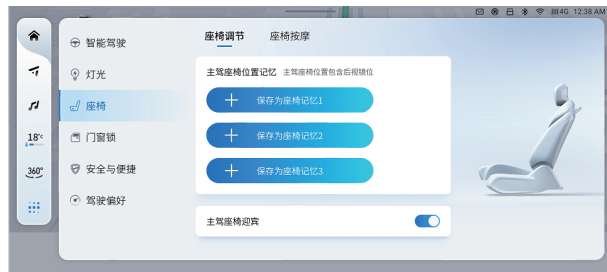 4G 12:38 AM
智能驾驶
灯光
座椅
门窗锁
安全与便捷
驾驶偏好
18°c
360°
座椅调节 座椅按摩
主驾座椅位置记忆 主驾座椅位置包含后视镜位
保存为座椅记忆1
保存为座椅记忆2
保存为座椅记忆3
主驾座椅迎宾